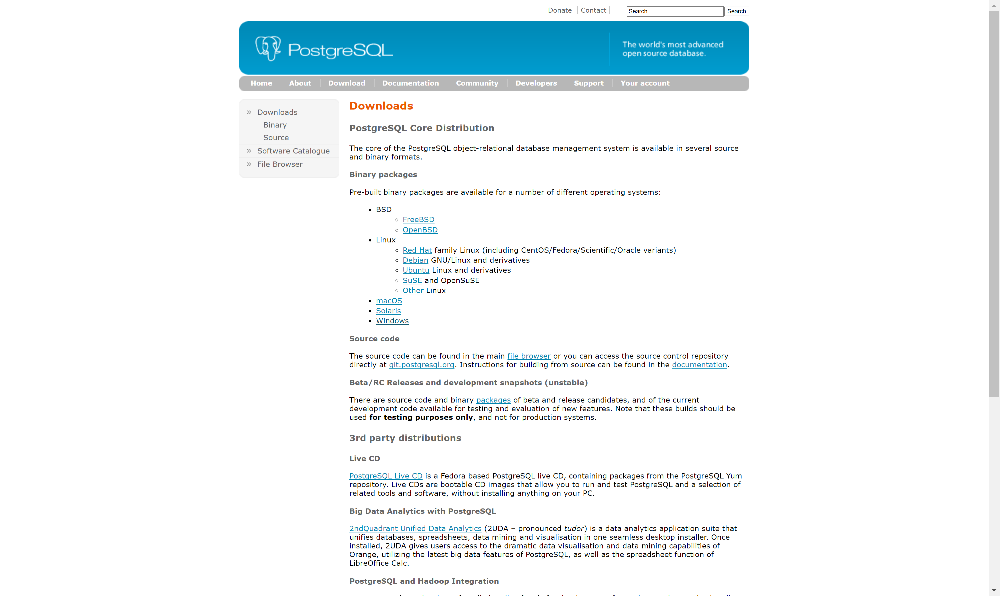 Donate
Contact
Search
Search
PostgreSQL
The world's most advanced
open source database.
Home
About
Download
Documentation
Community
Developers
Support
Your account
Downloads
Binary
Source
Software Catalogue
File Browser
Downloads
PostgreSQL Core Distribution
The core of the PostgreSQL object-relational database management system is available in several source
and binary formats.
Binary packages
Pre-built binary packages are available for a number of different operating systems:
BSD
FreeBSD
OpenBSD
Linux
Red Hat family Linux (including CentOS/Fedora/Scientific/Oracle variants)
Debian GNU/Linux and derivatives
Ubuntu Linux and derivatives
SuSE and OpenSuSE
Other Linux
macOS
Solaris
Windows
Source code
The source code can be found in the main file browser or you can access the source control repository
directly at git.postgresql.org. Instructions for building from source can be found in the documentation.
Beta/RC Releases and development snapshots (unstable)
There are source code and binary packages of beta and release candidates, and of the current
development code available for testing and evaluation of new features. Note that these builds should be
used for testing purposes only, and not for production systems.
3rd party distributions
Live CD
PostgreSQL Live CD is a Fedora based PostgreSQL live CD, containing packages from the PostgreSQL Yum
repository. Live CDs are bootable CD images that allow you to run and test PostgreSQL and a selection of
related tools and software, without installing anything on your PC.
Big Data Analytics with PostgreSQL
2ndQuadrant Unified Data Analytics (2UDA – pronounced tudor) is a data analytics application suite that
unifies databases, spreadsheets, data mining and visualisation in one seamless desktop installer. Once
installed, 2UDA gives users access to the dramatic data visualisation and data mining capabilities of
Orange, utilizing the latest big data features of PostgreSQL, as well as the spreadsheet function of
LibreOffice Calc.
PostgreSQL and Hadoop Integration